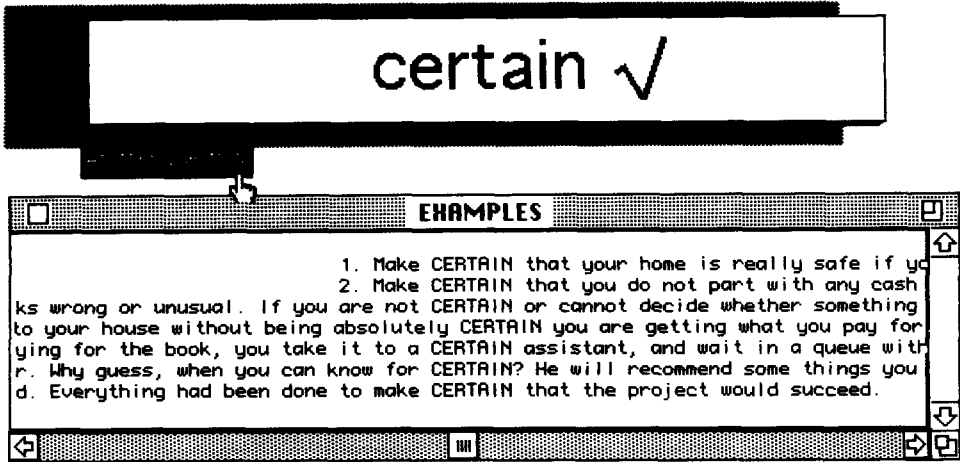 certain √
EXAMPLES
1. Make CERTAIN that your home is really safe if yo
2. Make CERTAIN that you do not part with any cash
ks wrong or unusual. If you are not CERTAIN or cannot decide whether something
to your house without being absolutely CERTAIN you are getting what you pay for
ying for the book, you take it to a CERTAIN assistant, and wait in a queue with
r. Why guess, when you can know for CERTAIN? He will recommend some things you
d. Everything had been done to make CERTAIN that the project would succeed.